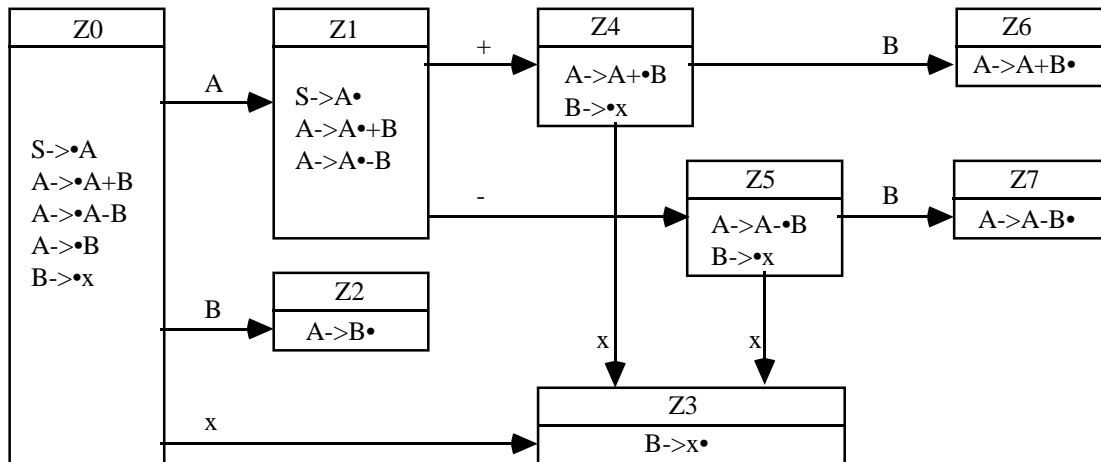 Z0
S->•A
A->•A+B
A->•A-B
A->•B
B->•x
A
B
x
Z1
S->A•
A->A•+B
A->A•-B
Z2
A->B•
+
-
Z4
A->A+•B
B->•x
B
Z6
A->A+B•
Z5
A->A-•B
B->•x
B
Z7
A->A-B•
x
x
Z3
B->x•